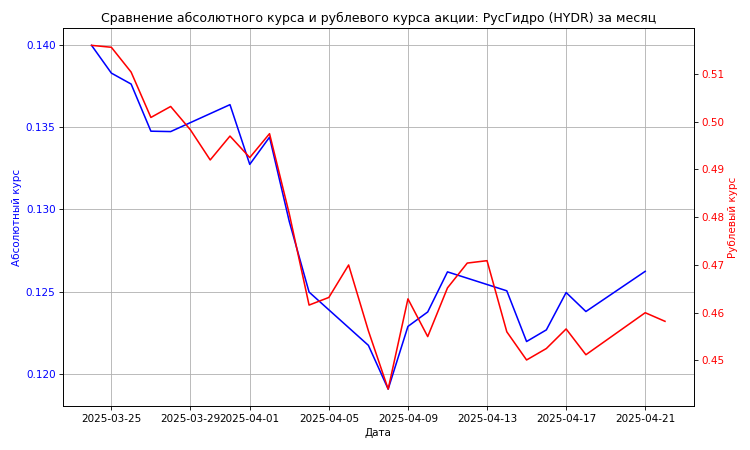 Сравнение абсолютного курса и рублевого курса акции: РусГидро (HYDR) за месяц
Абсолютный курс
0.140
0.135
0.130
0.125
0.120
0.51
0.50
0.49
0.48
0.47
0.46
0.45
Рублевый курс
2025-03-25 2025-03-29 2025-04-01 2025-04-05 2025-04-09 2025-04-13 2025-04-17 2025-04-21
Дата